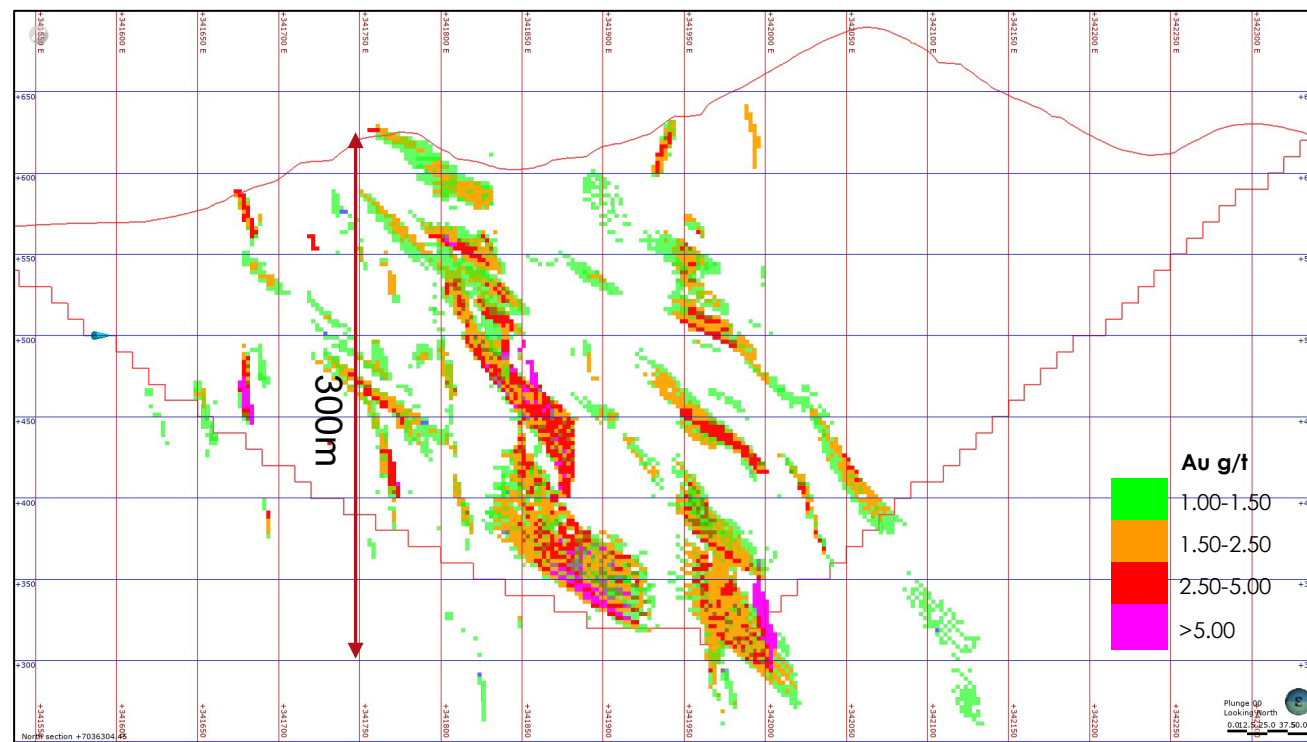 +341550 E
+341600 E
+341650 E
+341700 E
+341750 E
+341800 E
+341850 E
+341900 E
+341950 E
+342000 E
+342050 E
+342100 E
+342150 E
+342200 E
+342250 E
+342300 E
+650
+600
+550
+500
+450
+400
+350
+300
300m
Au g/t
1.00-1.50
1.50-2.50
2.50-5.00
>5.00
Plunge 00
Looking North
North section +7036304.45
+341550 E
+341600 E
+341650 E
+341700 E
+341750 E
+341800 E
+341850 E
+341900 E
+341950 E
+342000 E
+342050 E
+342100 E
+342150 E
+342200 E
+342250 E